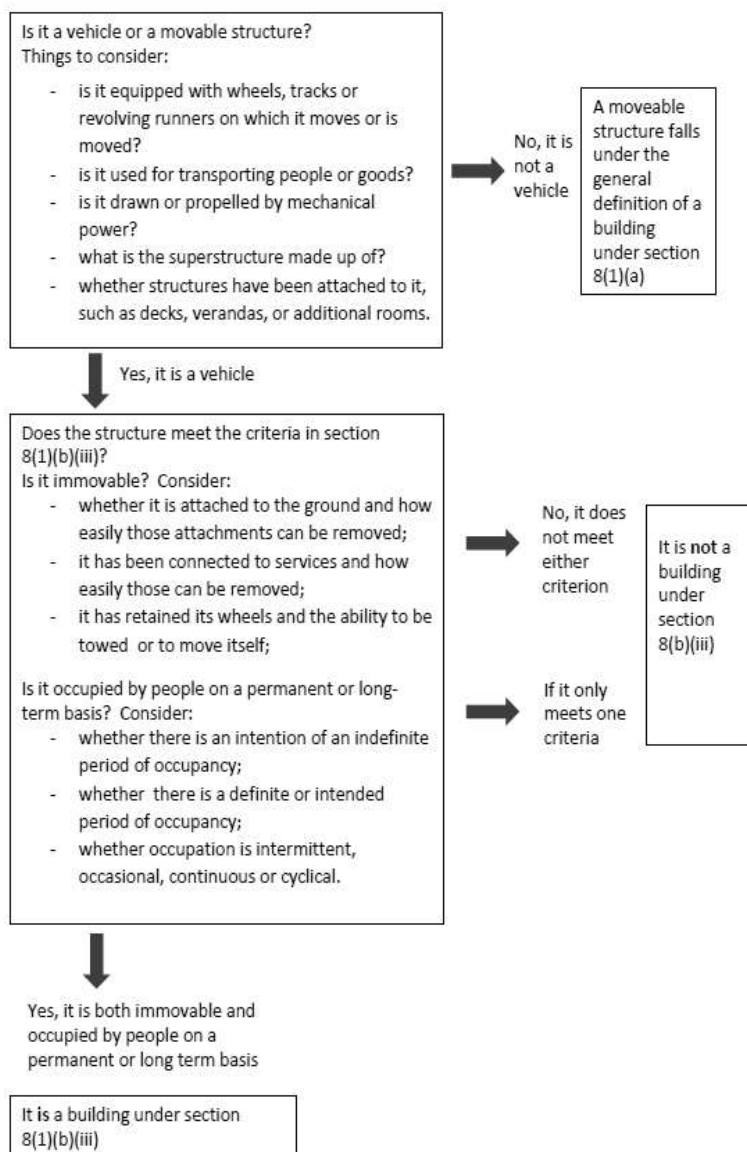 Is it a vehicle or a movable structure?
Things to consider:
- is it equipped with wheels, tracks or
revolving runners on which it moves or is
moved?
- is it used for transporting people or goods?
- is it drawn or propelled by mechanical
power?
- what is the superstructure made up of?
- whether structures have been attached to it,
such as decks, verandas, or additional rooms.
No, it is
not a
vehicle
A moveable
structure falls
under the
general
definition of a
building
under section
8(1)(a)
Yes, it is a vehicle
Does the structure meet the criteria in section
8(1)(b)(iii)?
Is it immovable? Consider:
- whether it is attached to the ground and how
easily those attachments can be removed;
- it has been connected to services and how
easily those can be removed;
- it has retained its wheels and the ability to be
towed or to move itself;
No, it does
not meet
either
criterion
It is not a
building
under
section
8(b)(iii)
Is it occupied by people on a permanent or long-
term basis? Consider:
- whether there is an intention of an indefinite
period of occupancy;
- whether there is a definite or intended
period of occupancy;
- whether occupation is intermittent,
occasional, continuous or cyclical.
If it only
meets one
criteria
Yes, it is both immovable and
occupied by people on a
permanent or long term basis
It is a building under section
8(1)(b)(iii)